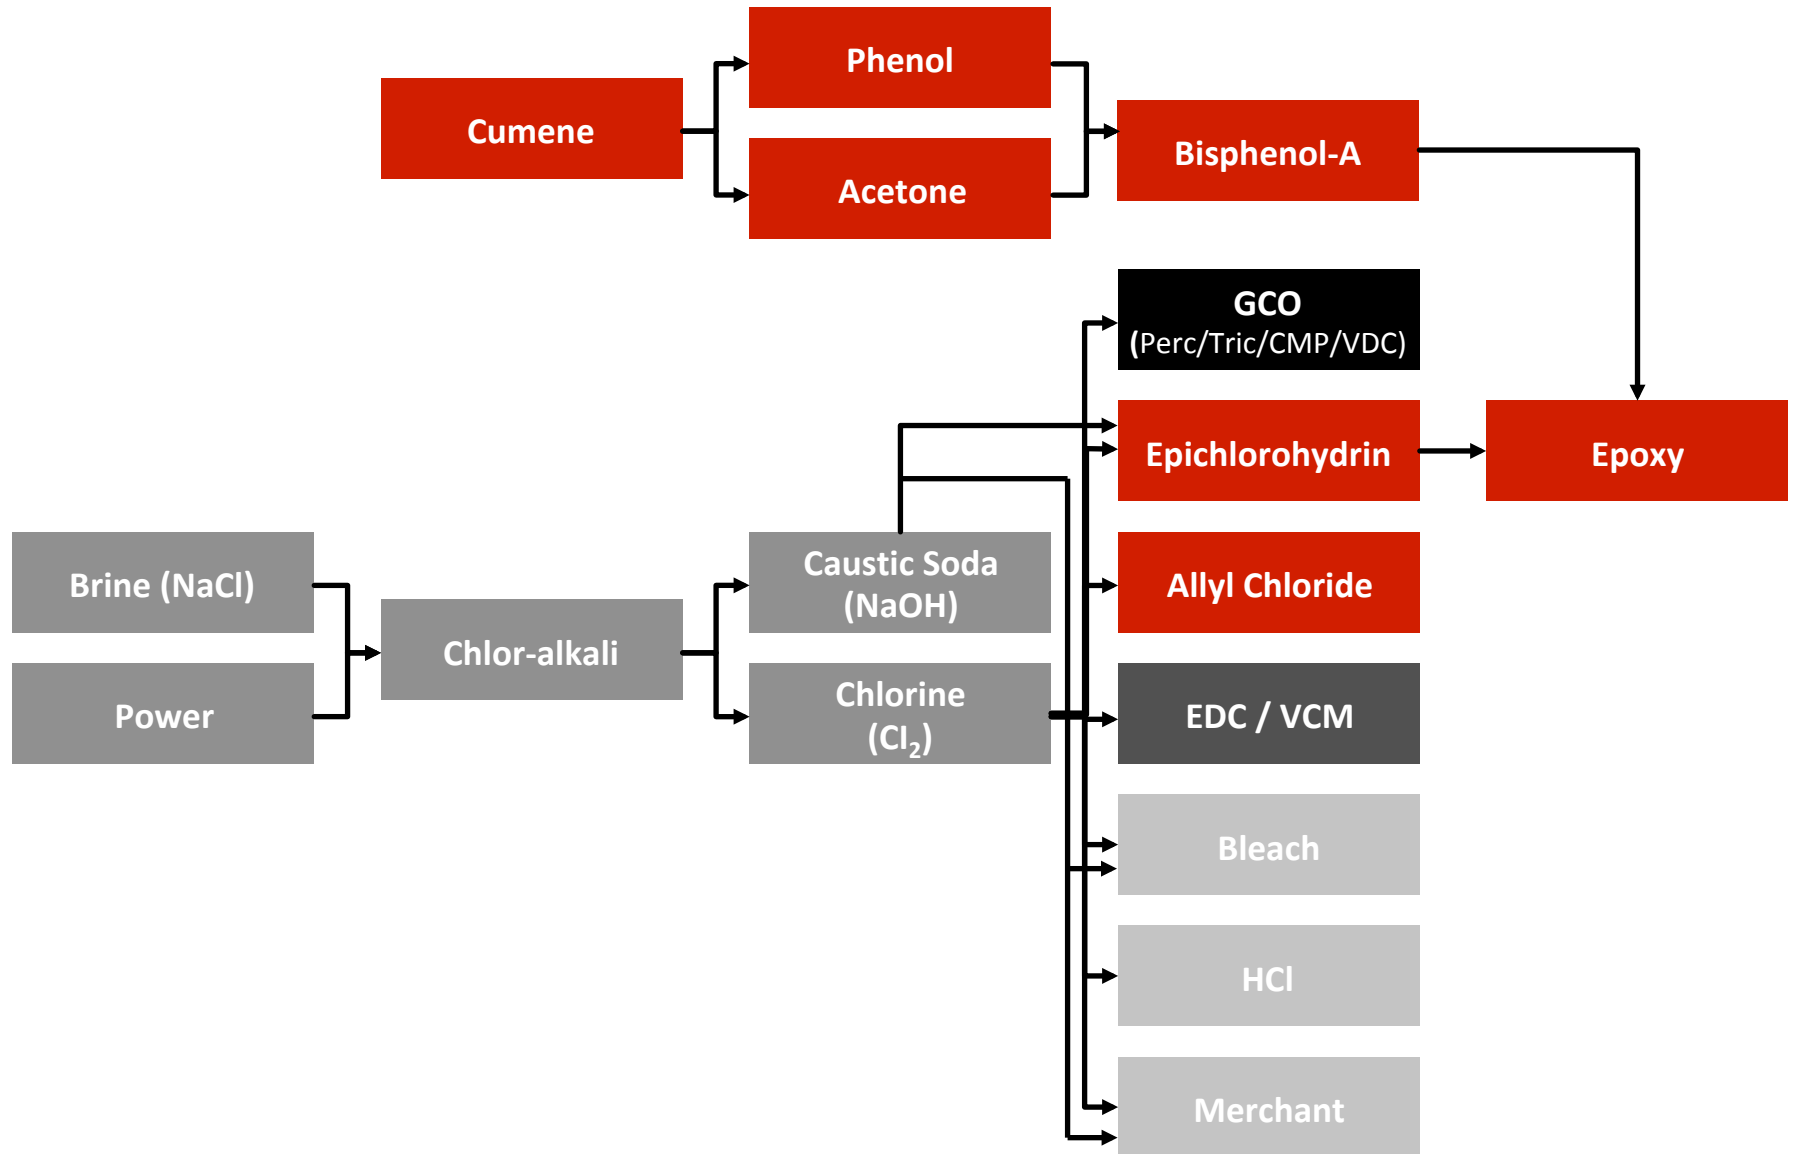 Phenol
Cumene
Acetone
Bisphenol-A
GCO
(Perc/Tric/CMP/VDC)
Epichlorohydrin
Epoxy
Brine (NaCl)
Power
Chlor-alkali
Caustic Soda
(NaOH)
Chlorine
(Cl₂)
Allyl Chloride
EDC / VCM
Bleach
HCl
Merchant